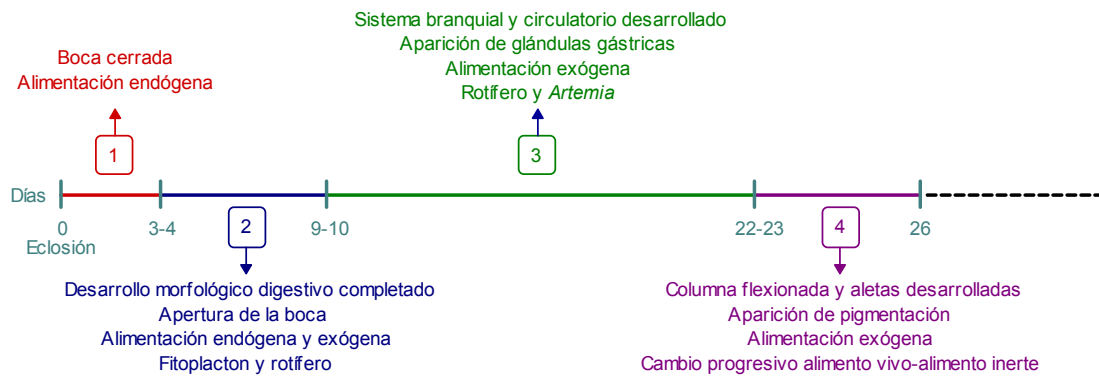 Sistema branquial y circulatorio desarrollado
Aparición de glándulas gástricas
Alimentación exógena
Rotífero y Artemia
Boca cerrada
Alimentación endógena
1
3
Días
0
3-4
2
9-10
22-23
4
26
Eclosión
Desarrollo morfológico digestivo completado
Apertura de la boca
Alimentación endógena y exógena
Fitoplacton y rotífero
Columna flexionada y aletas desarrolladas
Aparición de pigmentación
Alimentación exógena
Cambio progresivo alimento vivo-alimento inerte